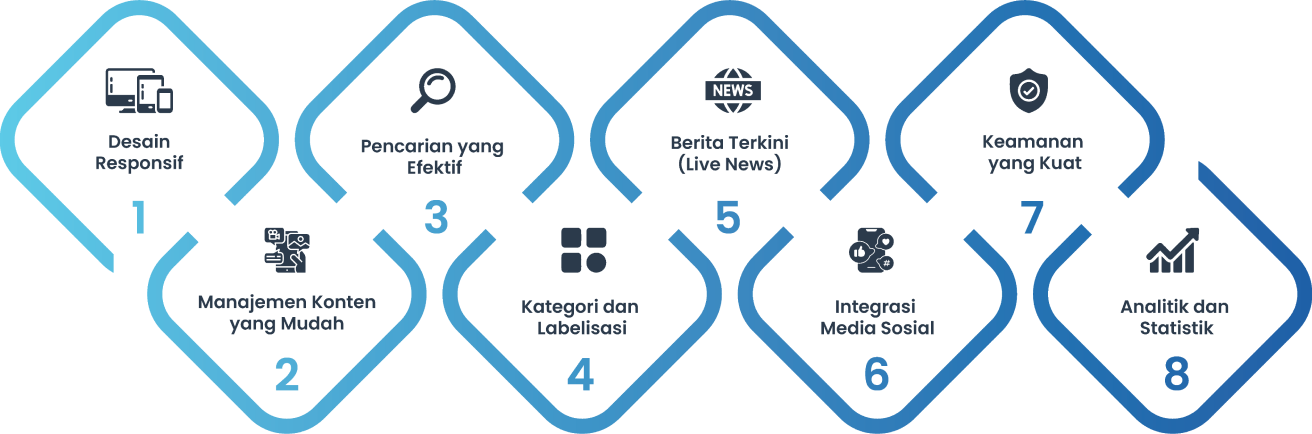 Desain
Responsif
1
Manajemen Konten
yang Mudah
2
Pencarian yang
Efektif
3
Kategori dan
Labelisasi
4
NEWS
Berita Terkini
(Live News)
5
#
Integrasi
Media Sosial
6
Keamanan
yang Kuat
7
Analitik dan
Statistik
8